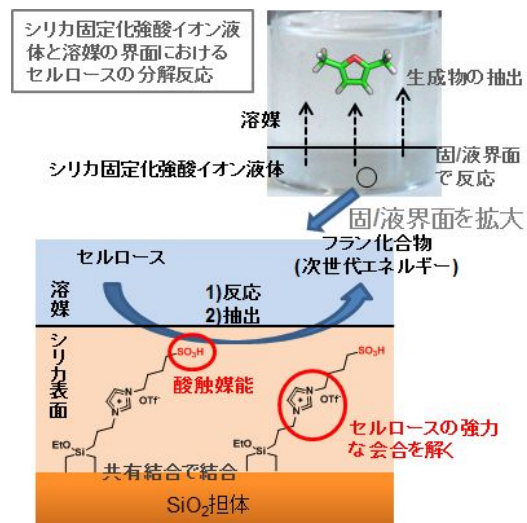 シリカ固定化強酸イオン液
体と溶媒の界面における
セルロースの分解反応
生成物の抽出
溶媒
シリカ固定化強酸イオン液体
固/液界面
で反応
固/液界面を拡大
セルロース
フラン化合物
(次世代エネルギー)
溶媒
1)反応
2)抽出
シリカ表面
SO₃H
酸触媒能
SO₃H
N
N
+
OTf⁻
N
N
+
OTf⁻
セルロースの強力
な会合を解く
EtO
Si
EtO
Si
共有結合で結合
SiO₂担体